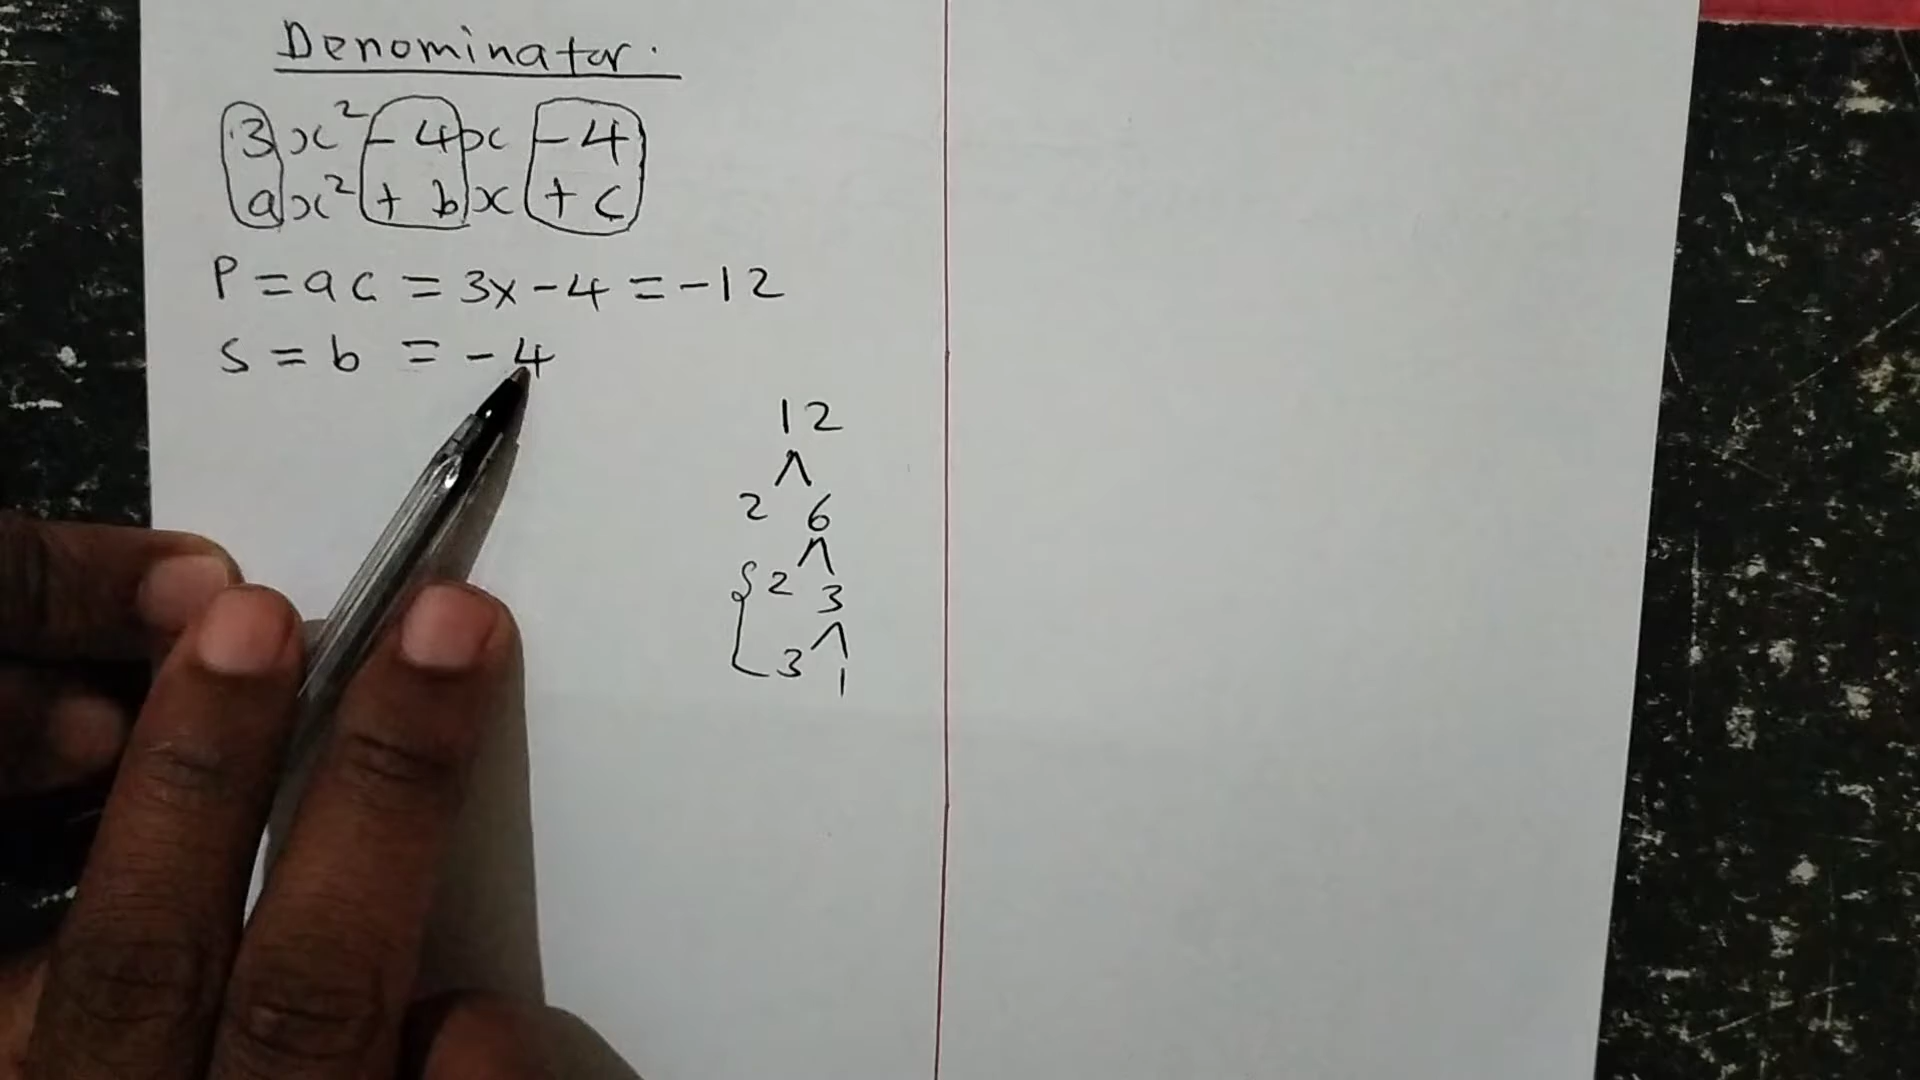 Denominator.
3x² - 4x - 4
ax² + bx + c
P = ac = 3x - 4 = -12
S = b = -4
12
2 6
2 3
3 1